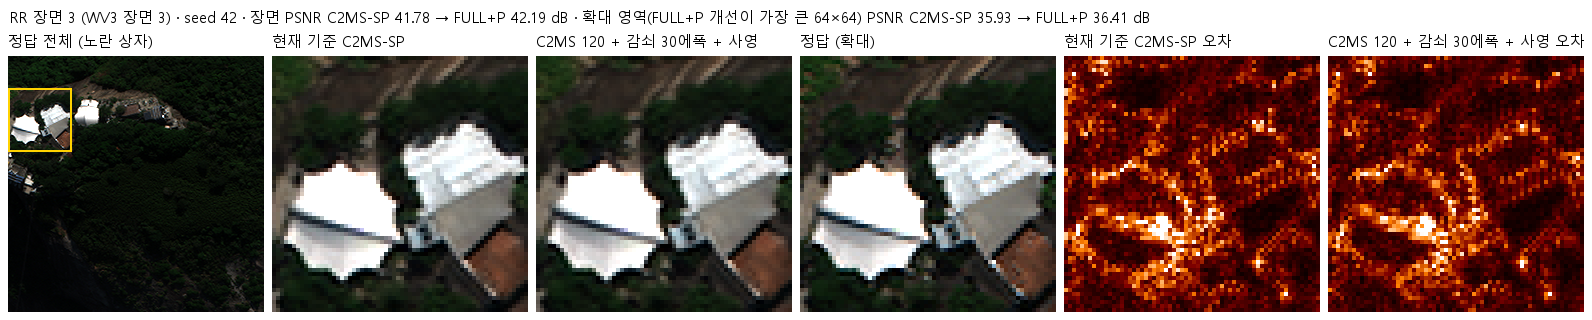 RR 장면 3 (WV3 장면 3) · seed 42 · 장면 PSNR C2MS-SP 41.78 → FULL+P 42.19 dB · 확대 영역(FULL+P 개선이 가장 큰 64×64) PSNR C2MS-SP 35.93 → FULL+P 36.41 dB
정답 전체 (노란 상자)
현재 기준 C2MS-SP
C2MS 120 + 감쇠 30에폭 + 사영
정답 (확대)
현재 기준 C2MS-SP 오차
C2MS 120 + 감쇠 30에폭 + 사영 오차